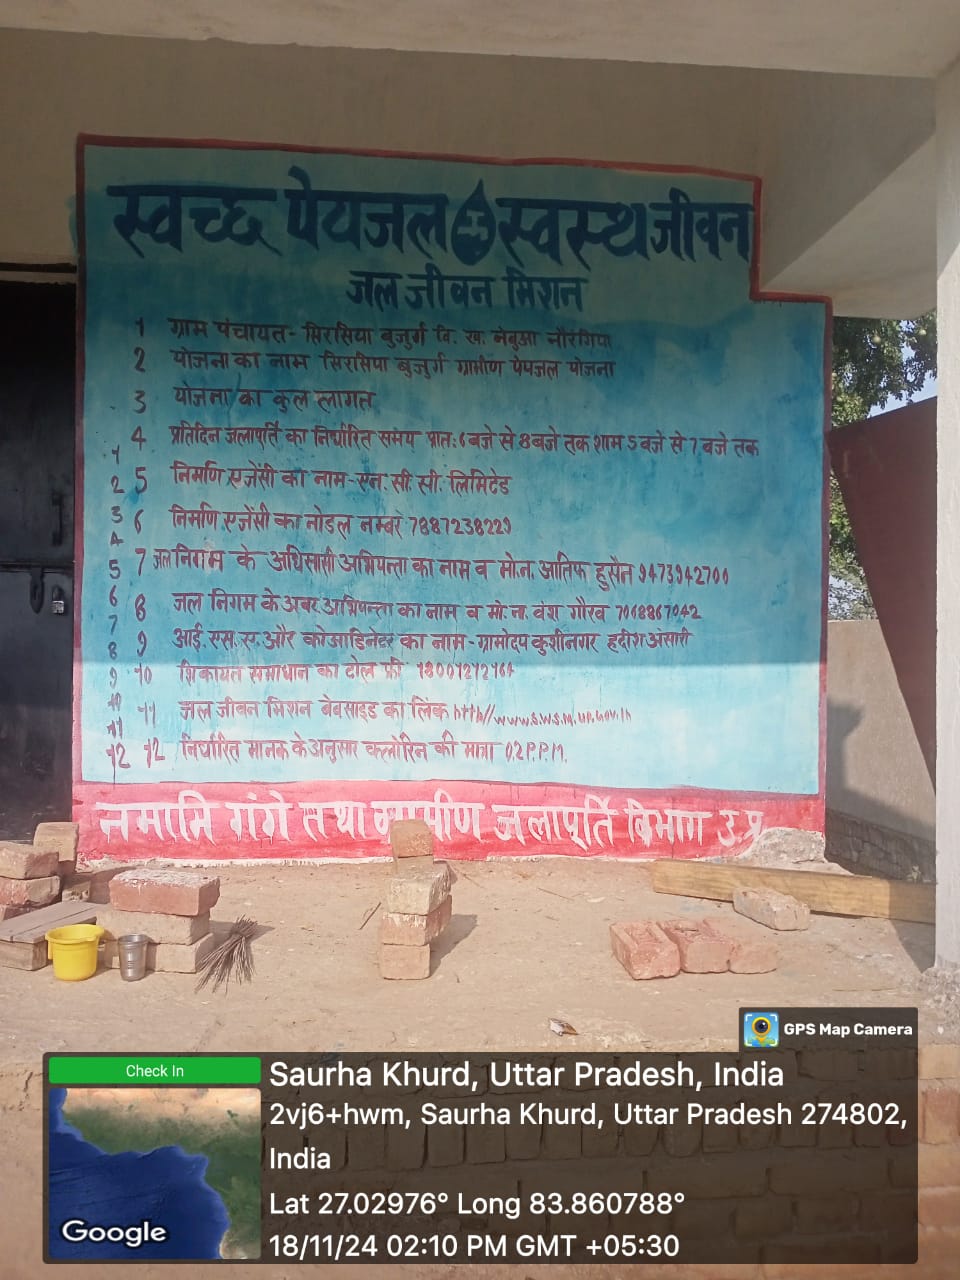 स्वच्छ पेयजल स्वस्थ जीवन
जल जीवन मिशन
1 ग्राम पंचायत- सिरसिया बुजुर्ग वि. ख. नेबुआ नौरंगिया
2 योजना का नाम सिरसिया बुजुर्ग ग्रामीण पेयजल योजना
3 योजना का कुल लागत
4 प्रतिदिन जलापूर्ति का निर्धारित समय प्रातः 6 बजे से 8 बजे तक शाम 5 बजे से 7 बजे तक
5 निर्माण एजेंसी का नाम- एन. सी. सी. लिमिटेड
6 निर्माण एजेंसी का नोडल नम्बर 7887238229
7 जल निगम के अधिसासी अभियन्ता का नाम व मो.न. आतिफ हुसैन 9473942700
8 जल निगम के अवर अभियन्ता का नाम व मो. ना. वंश गौरव 7068867042
9 आई. एस. ए. और कोआडिनेटर का नाम- ग्रामोदय कुशीनगर हदीश अंसारी
10 शिकायत समाधान का टोल फ्री 18001212164
11 जल जीवन मिशन बेबसाइड का लिंक http//www.swsm.up.gov.in
12 निर्धारित मानक के अनुसार क्लोरिन की मात्रा 0.2 P.P.M.
1
2
3
4
5
6
7
8
9
10
11
12
नमामि गंगे तथा ग्रामीण जलापूर्ति विभाग उ.प्र.
GPS Map Camera
Check In
Saurha Khurd, Uttar Pradesh, India
2vj6+hwm, Saurha Khurd, Uttar Pradesh 274802,
India
Lat 27.02976° Long 83.860788°
18/11/24 02:10 PM GMT +05:30
Google